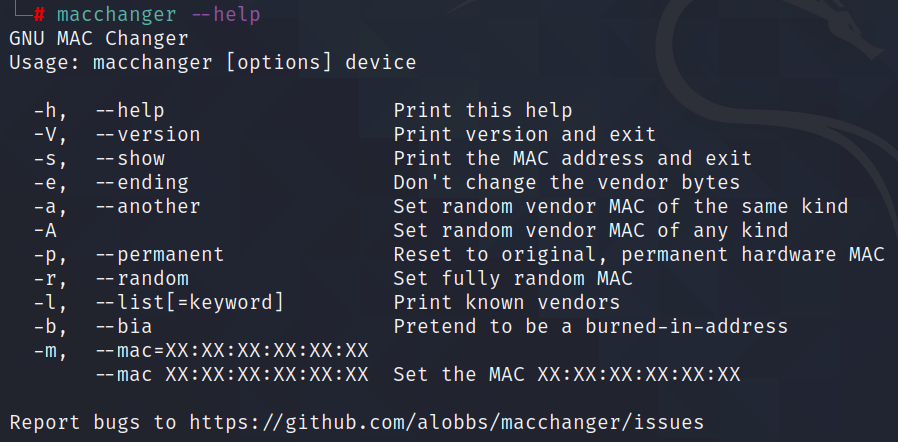 └─# macchanger --help
GNU MAC Changer
Usage: macchanger [options] device
-h, --help Print this help
-V, --version Print version and exit
-s, --show Print the MAC address and exit
-e, --ending Don't change the vendor bytes
-a, --another Set random vendor MAC of the same kind
-A Set random vendor MAC of any kind
-p, --permanent Reset to original, permanent hardware MAC
-r, --random Set fully random MAC
-l, --list[=keyword] Print known vendors
-b, --bia Pretend to be a burned-in-address
-m, --mac=XX:XX:XX:XX:XX:XX
--mac XX:XX:XX:XX:XX:XX Set the MAC XX:XX:XX:XX:XX:XX
Report bugs to https://github.com/alobbs/macchanger/issues